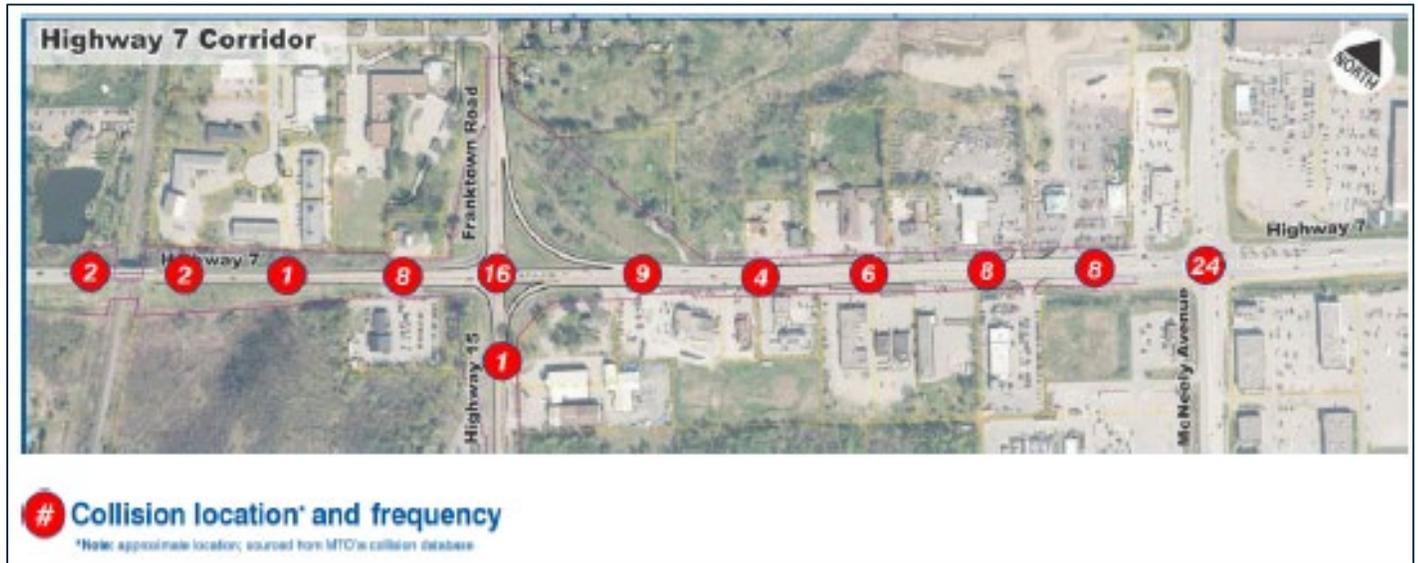 Highway 7 Corridor
NORTH
Franktown Road
Highway 7
Highway 7
2
2
1
8
16
9
4
6
8
8
24
1
Highway 15
McNeely Avenue
# Collision location* and frequency
*Note: approximate location; sourced from MTO's collision database